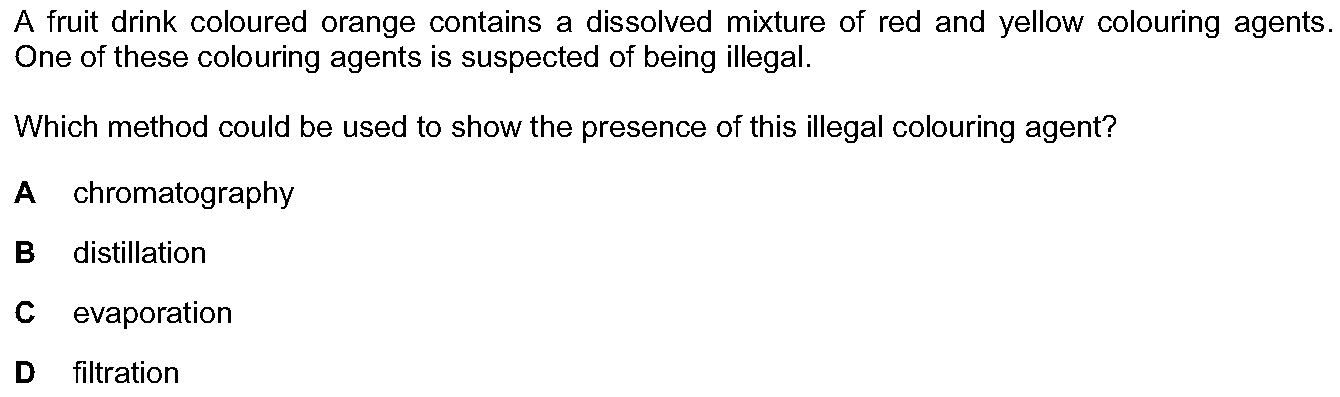 A fruit drink coloured orange contains a dissolved mixture of red and yellow colouring agents.
One of these colouring agents is suspected of being illegal.
Which method could be used to show the presence of this illegal colouring agent?
A chromatography
B distillation
C evaporation
D filtration